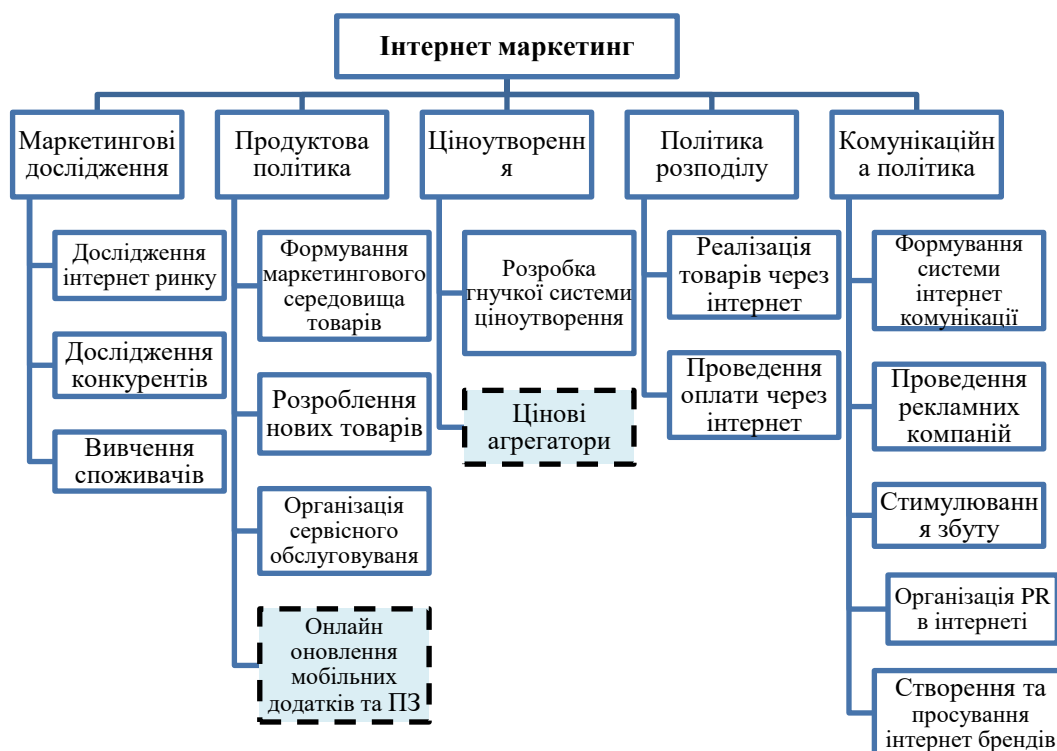 Інтернет маркетинг
Маркетингові
дослідження
Дослідження
інтернет ринку
Дослідження
конкурентів
Вивчення
споживачів
Продуктова
політика
Формування
маркетингового
середовища
товарів
Розроблення
нових товарів
Організація
сервісного
обслуговуваня
Онлайн
оновлення
мобільних
додатків та ПЗ
Ціноутворенн
я
Розробка
гнучкої системи
ціноутворення
Цінові
агрегатори
Політика
розподілу
Реалізація
товарів через
інтернет
Проведення
оплати через
інтернет
Комунікаційн
а політика
Формування
системи
інтернет
комунікації
Проведення
рекламних
компаній
Стимулюванн
я збуту
Організація PR
в інтернеті
Створення та
просування
інтернет брендів